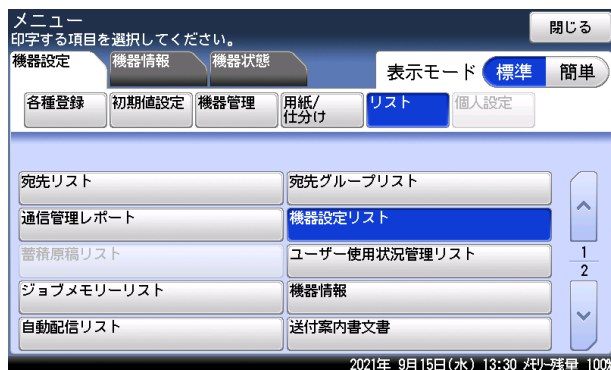 メニュー
閉じる
印字する項目を選択してください。
機器設定 機器情報 機器状態
表示モード 標準 簡単
各種登録 初期値設定 機器管理 用紙/
仕分け リスト 個人設定
宛先リスト 宛先グループリスト
通信管理レポート 機器設定リスト
蓄積原稿リスト ユーザー使用状況管理リスト
1
2
ジョブメモリーリスト 機器情報
自動配信リスト 送付案内書文書
2021年 9月15日(水) 13:30 ﾒﾓﾘｰ残量 100%